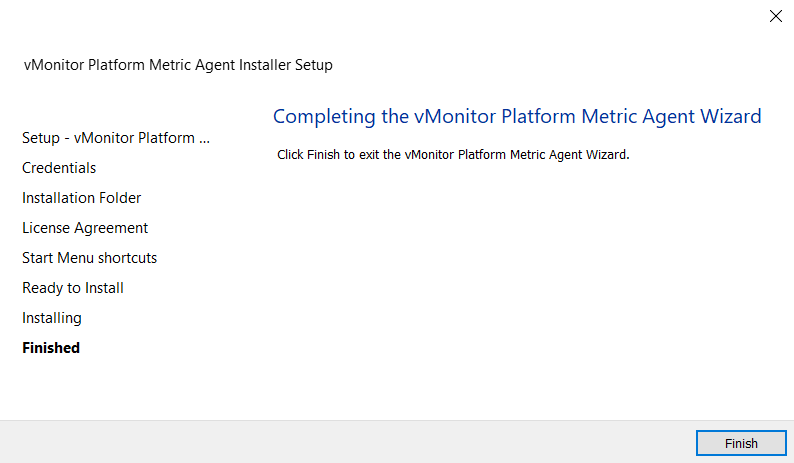 vMonitor Platform Metric Agent Installer Setup
Setup - vMonitor Platform ...
Credentials
Installation Folder
License Agreement
Start Menu shortcuts
Ready to Install
Installing
Finished
Completing the vMonitor Platform Metric Agent Wizard
Click Finish to exit the vMonitor Platform Metric Agent Wizard.
Finish